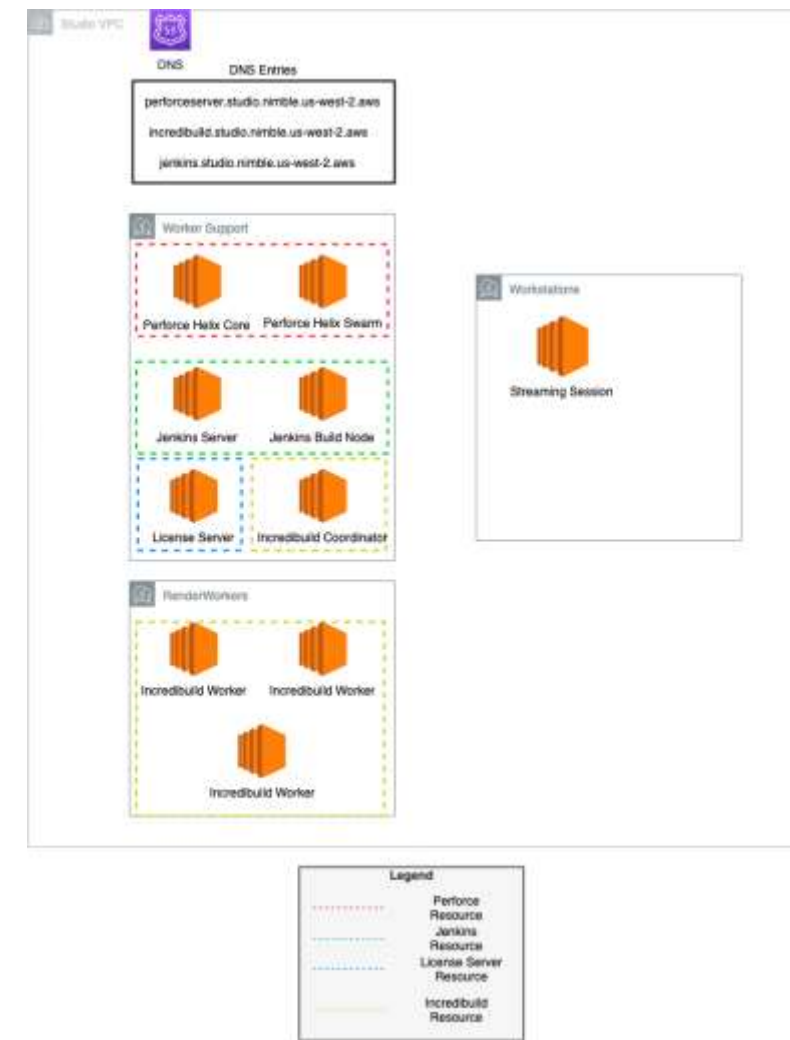 Studio VPC
DNS
DNS Entries
perforceserver.studio.nimble.us-west-2.aws
incredibuild.studio.nimble.us-west-2.aws
jenkins.studio.nimble.us-west-2.aws
Worker Support
Perforce Helix Core
Perforce Helix Swarm
Jenkins Server
Jenkins Build Node
License Server
Incredibuild Coordinator
Workstations
Streaming Session
RenderWorkers
Incredibuild Worker
Incredibuild Worker
Incredibuild Worker
Legend
Perforce
Resource
Jenkins
Resource
License Server
Resource
Incredibuild
Resource